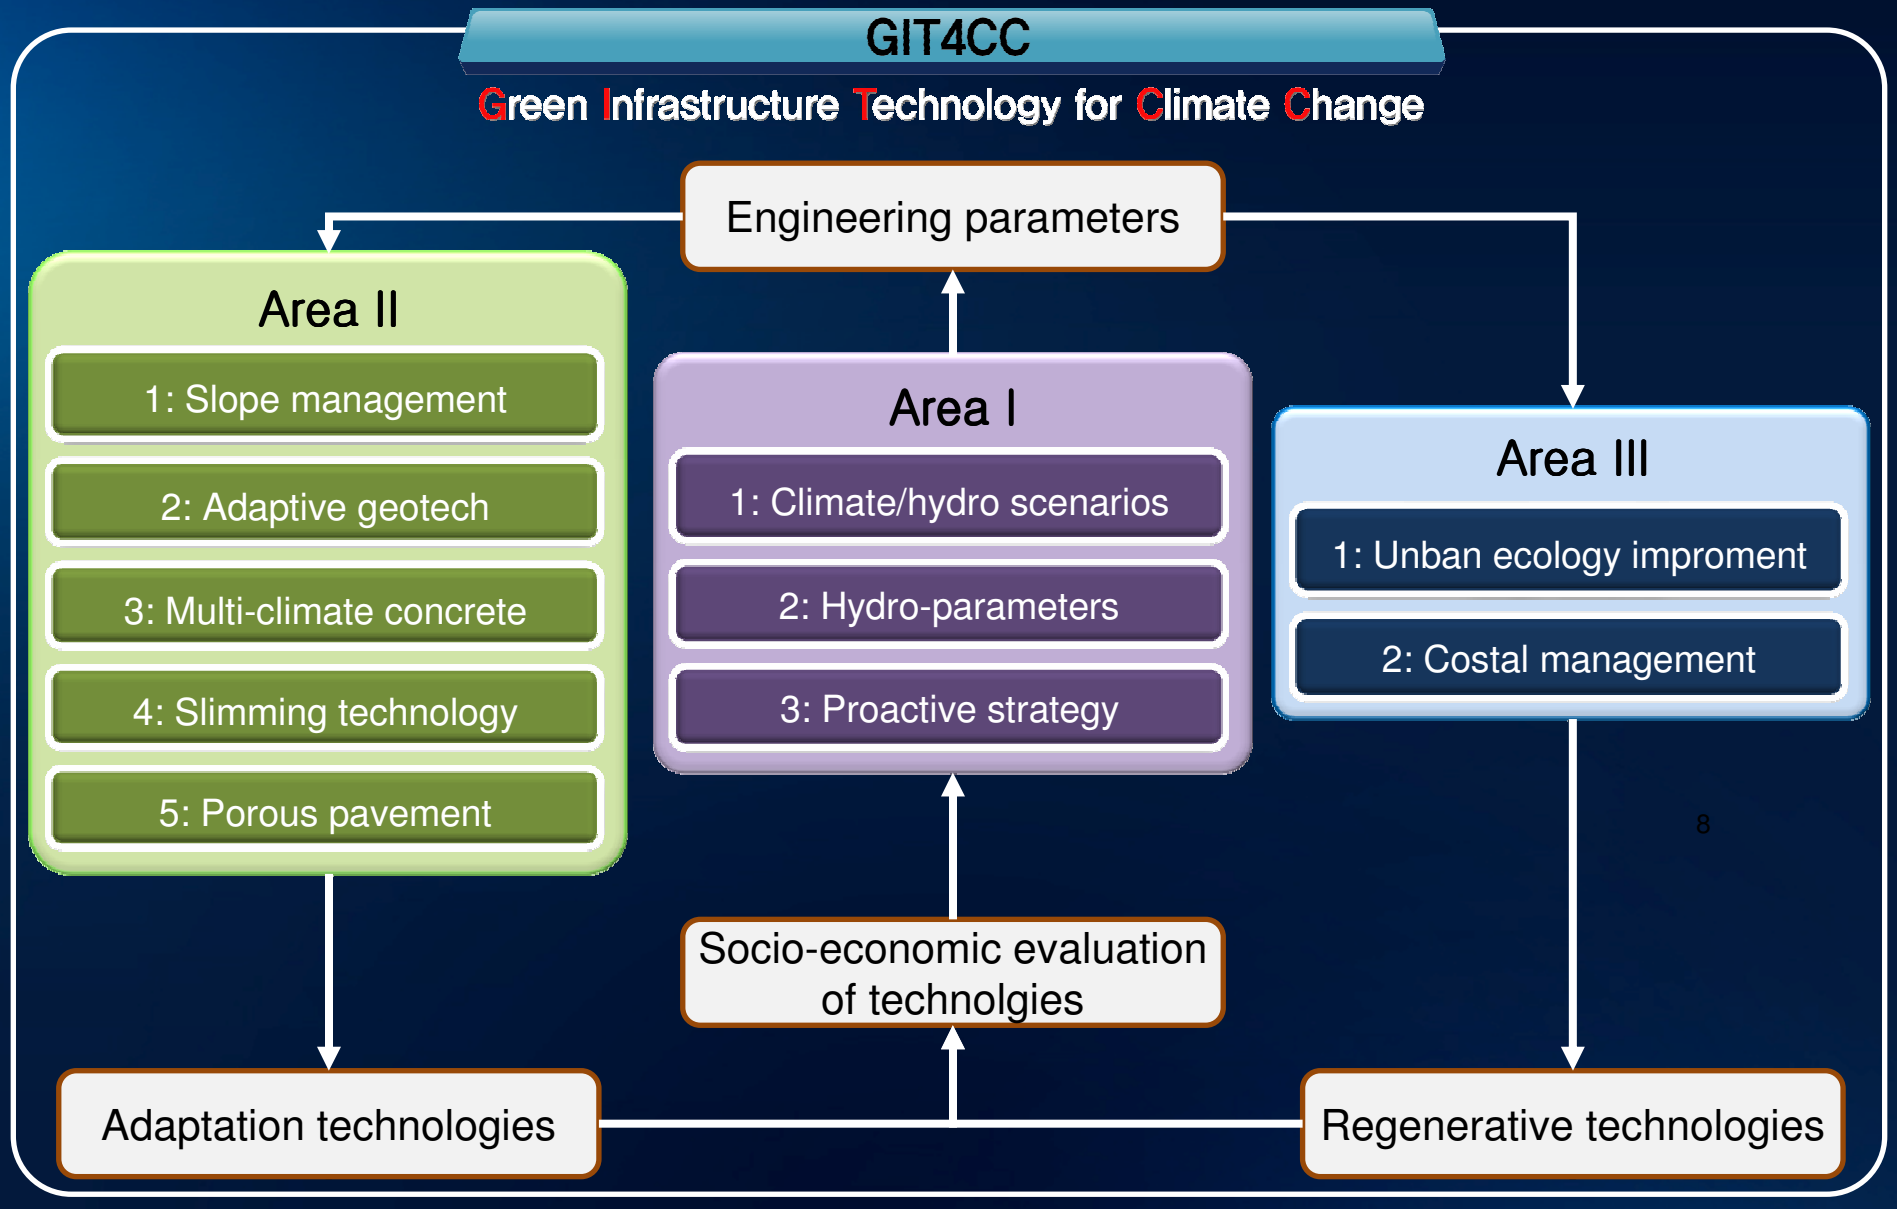 GIT4CC
Green Infrastructure Technology for Climate Change
Engineering parameters
Area II
1: Slope management
2: Adaptive geotech
3: Multi-climate concrete
4: Slimming technology
5: Porous pavement
Area I
1: Climate/hydro scenarios
2: Hydro-parameters
3: Proactive strategy
Area III
1: Unban ecology improment
2: Costal management
8
Socio-economic evaluation
of technolgies
Adaptation technologies
Regenerative technologies